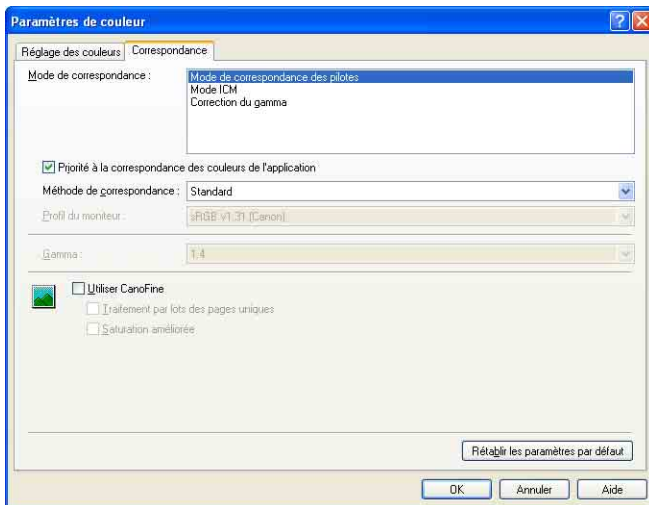 Paramètres de couleur
Réglage des couleurs Correspondance
Mode de correspondance : Mode de correspondance des pilotes
Mode ICM
Correction du gamma
Priorité à la correspondance des couleurs de l'application
Méthode de correspondance : Standard
Profil du moniteur : sRGB v1.31 (Canon)
Gamma : 1.4
Utiliser CanoFine
Traitement par lots des pages uniques
Saturation améliorée
Rétablir les paramètres par défaut
OK Annuler Aide